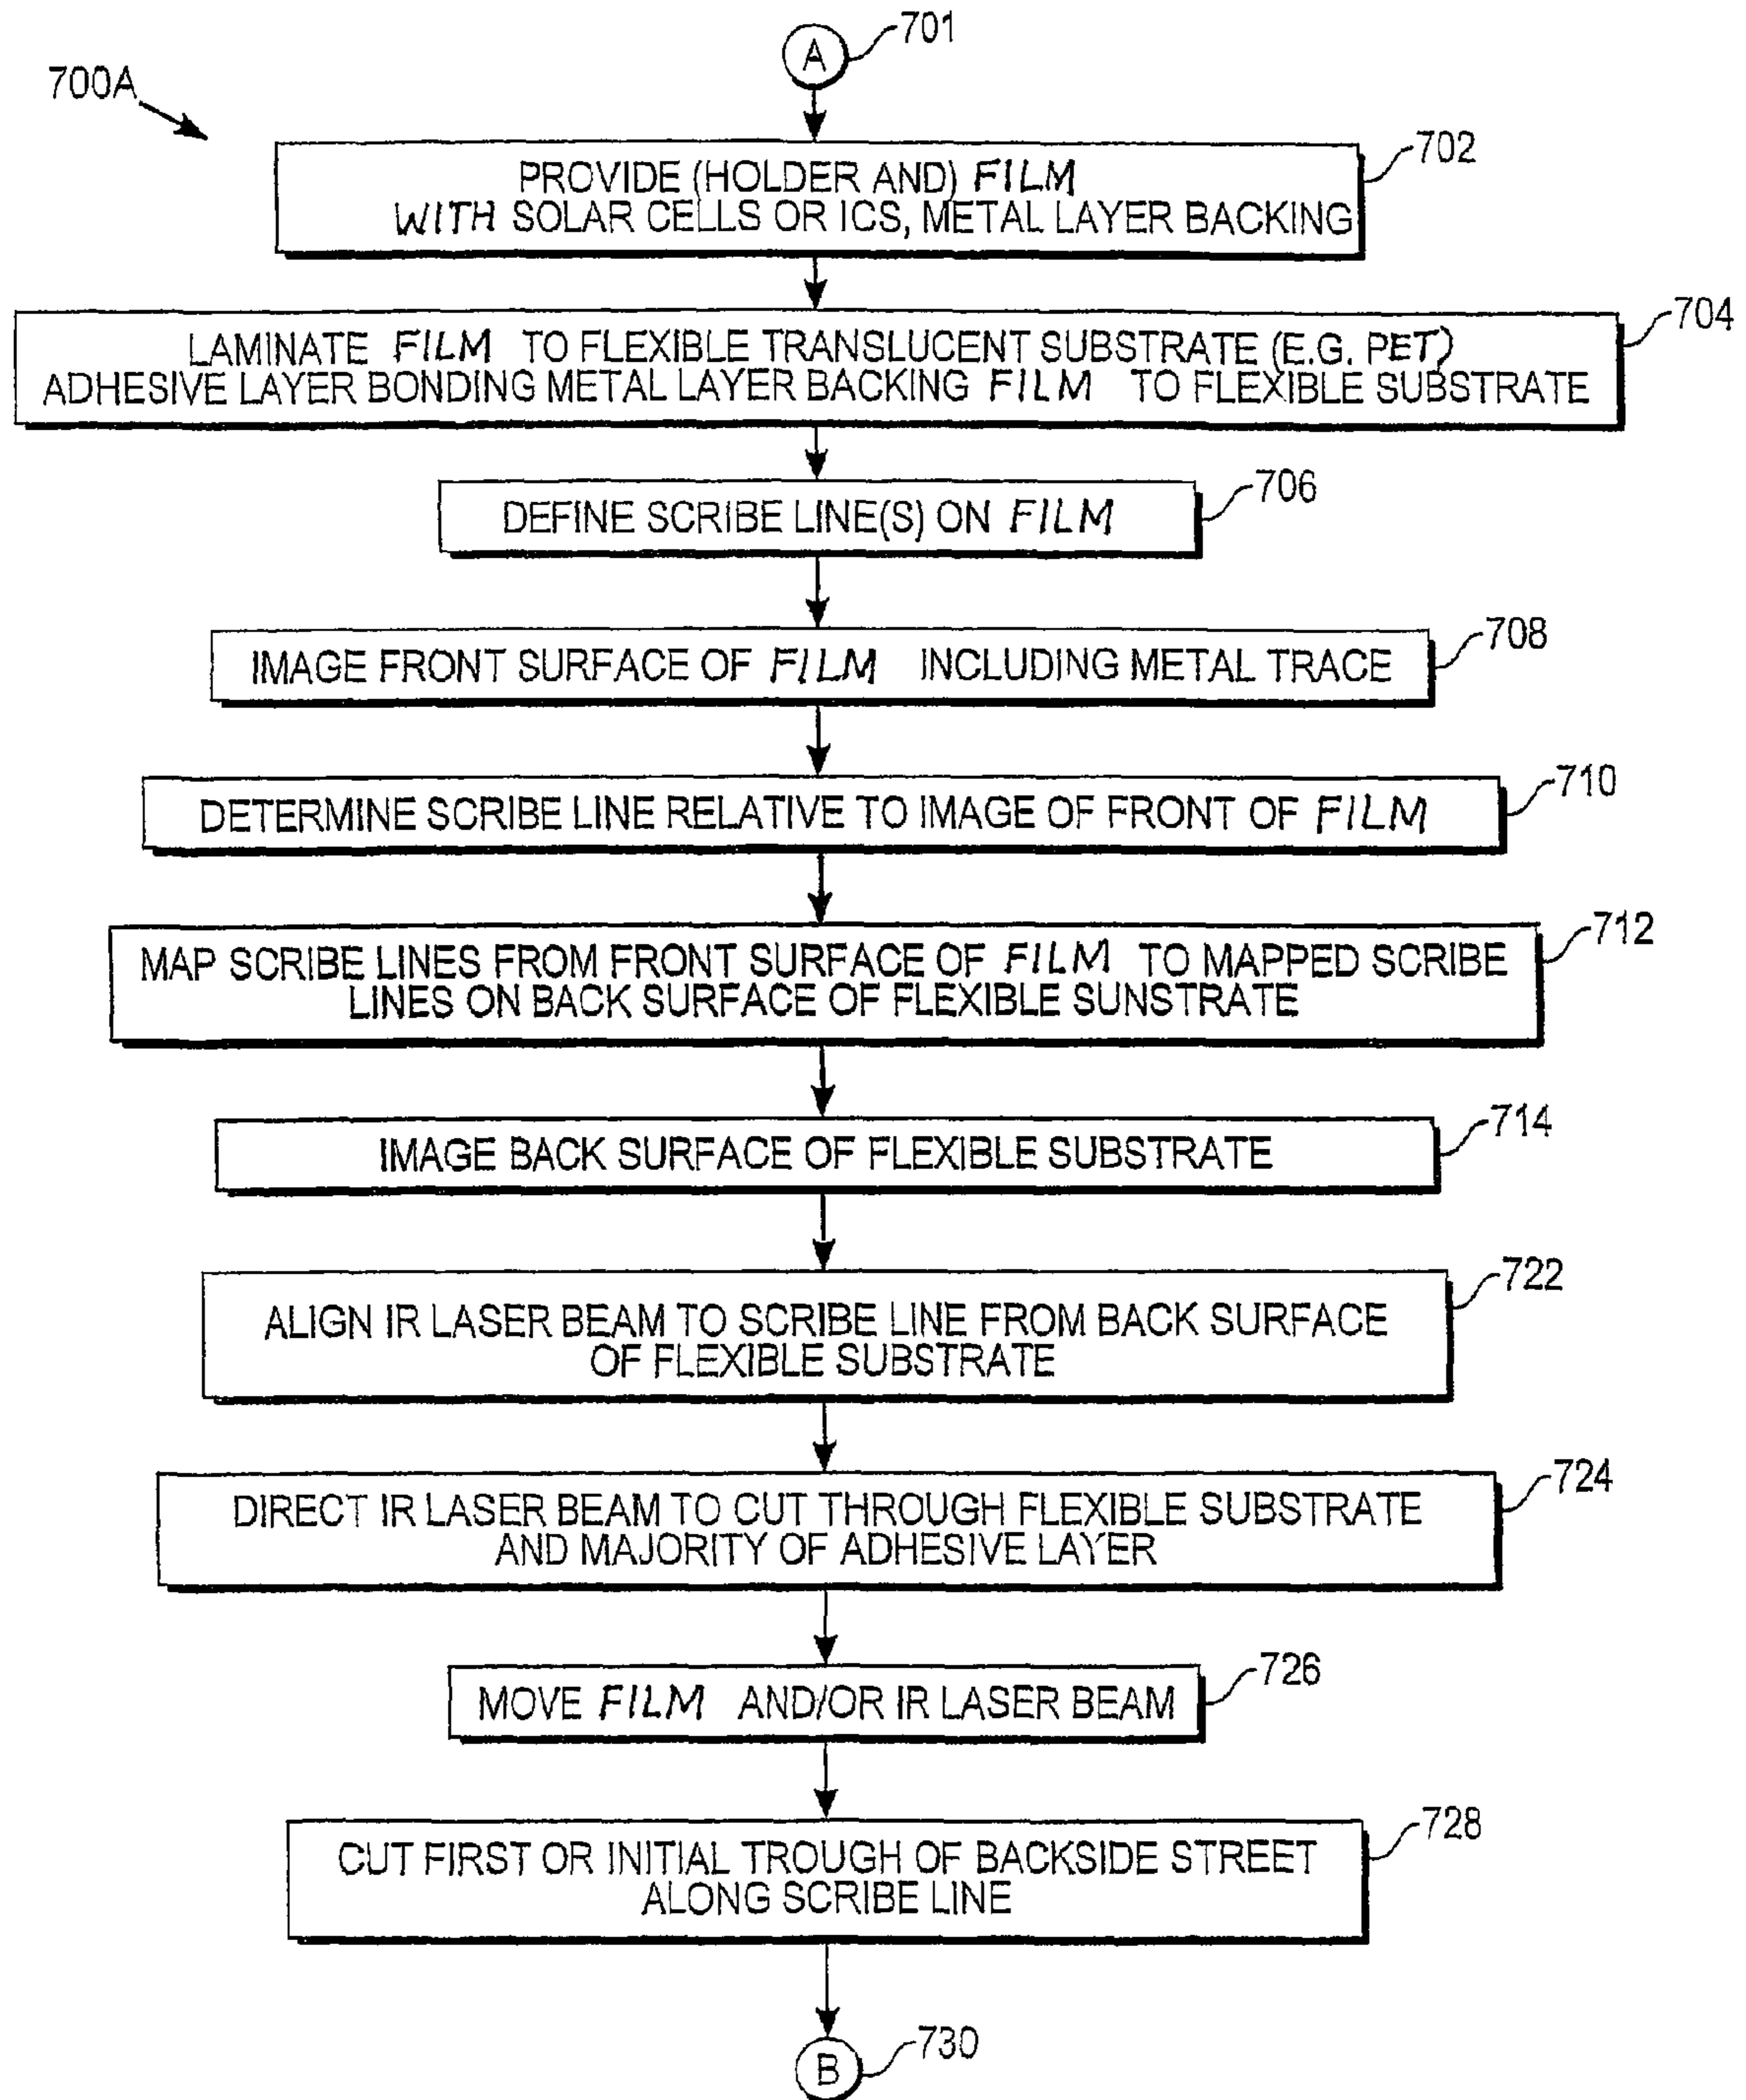 A
701
700A
702
PROVIDE (HOLDER AND) FILM
WITH SOLAR CELLS OR ICS, METAL LAYER BACKING
704
LAMINATE FILM TO FLEXIBLE TRANSLUCENT SUBSTRATE (E.G. PET)
ADHESIVE LAYER BONDING METAL LAYER BACKING FILM TO FLEXIBLE SUBSTRATE
706
DEFINE SCRIBE LINE(S) ON FILM
708
IMAGE FRONT SURFACE OF FILM INCLUDING METAL TRACE
710
DETERMINE SCRIBE LINE RELATIVE TO IMAGE OF FRONT OF FILM
712
MAP SCRIBE LINES FROM FRONT SURFACE OF FILM TO MAPPED SCRIBE
LINES ON BACK SURFACE OF FLEXIBLE SUNSTRATE
714
IMAGE BACK SURFACE OF FLEXIBLE SUBSTRATE
722
ALIGN IR LASER BEAM TO SCRIBE LINE FROM BACK SURFACE
OF FLEXIBLE SUBSTRATE
724
DIRECT IR LASER BEAM TO CUT THROUGH FLEXIBLE SUBSTRATE
AND MAJORITY OF ADHESIVE LAYER
726
MOVE FILM AND/OR IR LASER BEAM
728
CUT FIRST OR INITIAL TROUGH OF BACKSIDE STREET
ALONG SCRIBE LINE
B
730